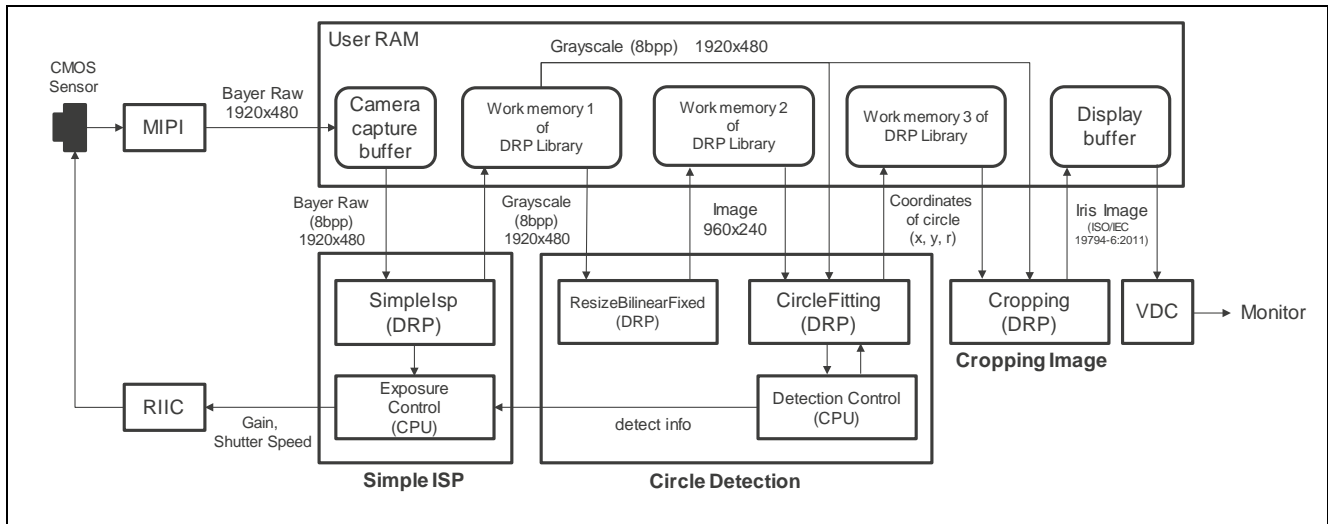 User RAM
Grayscale (8bpp) 1920x480
CMOS
Sensor
MIPI
Bayer Raw
1920x480
Camera
capture
buffer
Work memory 1
of
DRP Library
Work memory 2
of
DRP Library
Work memory 3 of
DRP Library
Display
buffer
Bayer Raw
(8bpp)
1920x480
Grayscale
(8bpp)
1920x480
Image
960x240
Coordinates
of circle
(x, y, r)
Iris Image
(ISO/IEC
19794-6:2011)
SimpleIsp
(DRP)
ResizeBilinearFixed
(DRP)
CircleFitting
(DRP)
Cropping
(DRP)
VDC
Monitor
Cropping Image
RIIC
Gain,
Shutter Speed
Exposure
Control
(CPU)
detect info
Detection Control
(CPU)
Simple ISP
Circle Detection